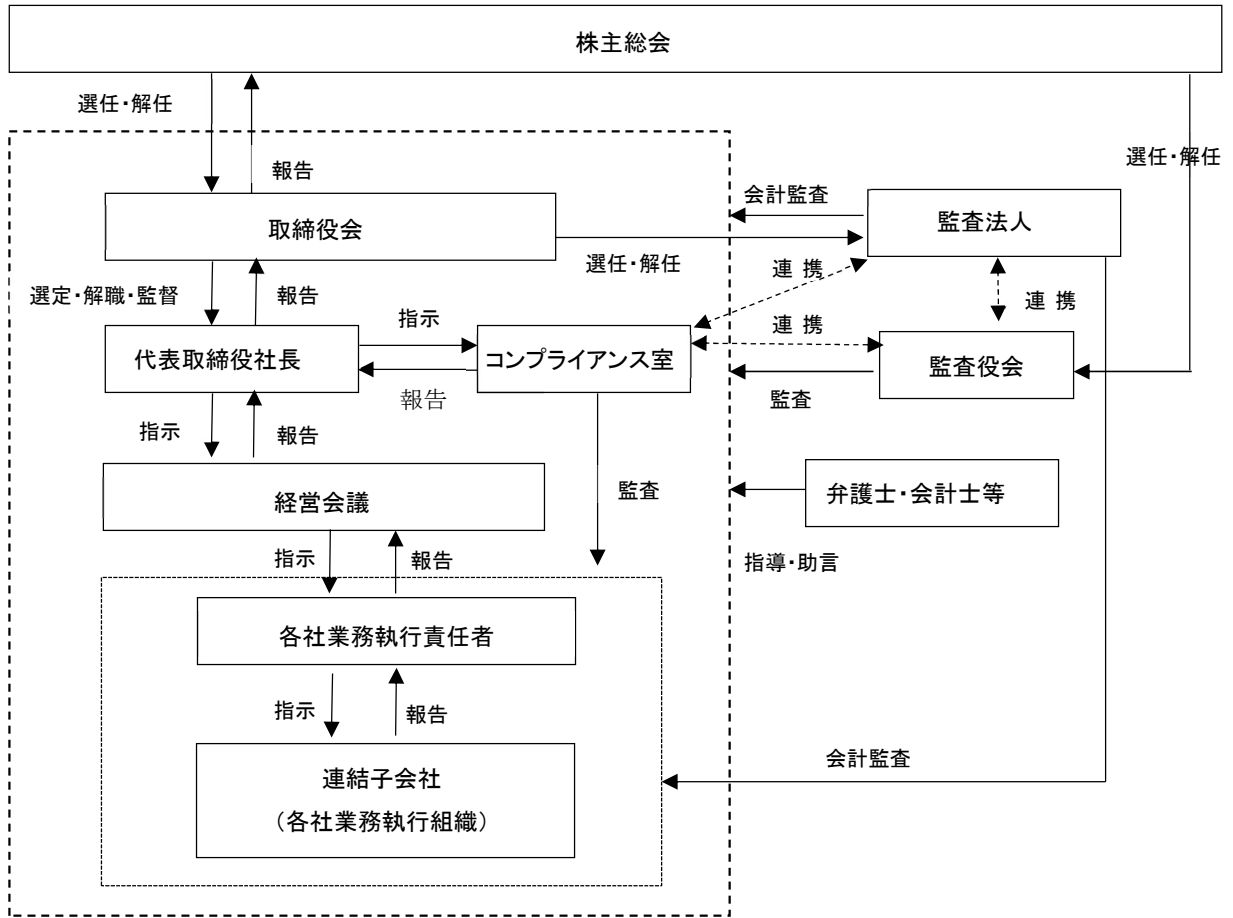 株主総会
選任・解任
報告
選任・解任
取締役会
会計監査
監査法人
選任・解任
選定・解職・監督
報告
連 携
連 携
指示
代表取締役社長
コンプライアンス室
連 携
監査役会
報告
監査
指示
報告
経営会議
監査
弁護士・会計士等
指導・助言
指示
報告
各社業務執行責任者
指示
報告
連結子会社
（各社業務執行組織）
会計監査